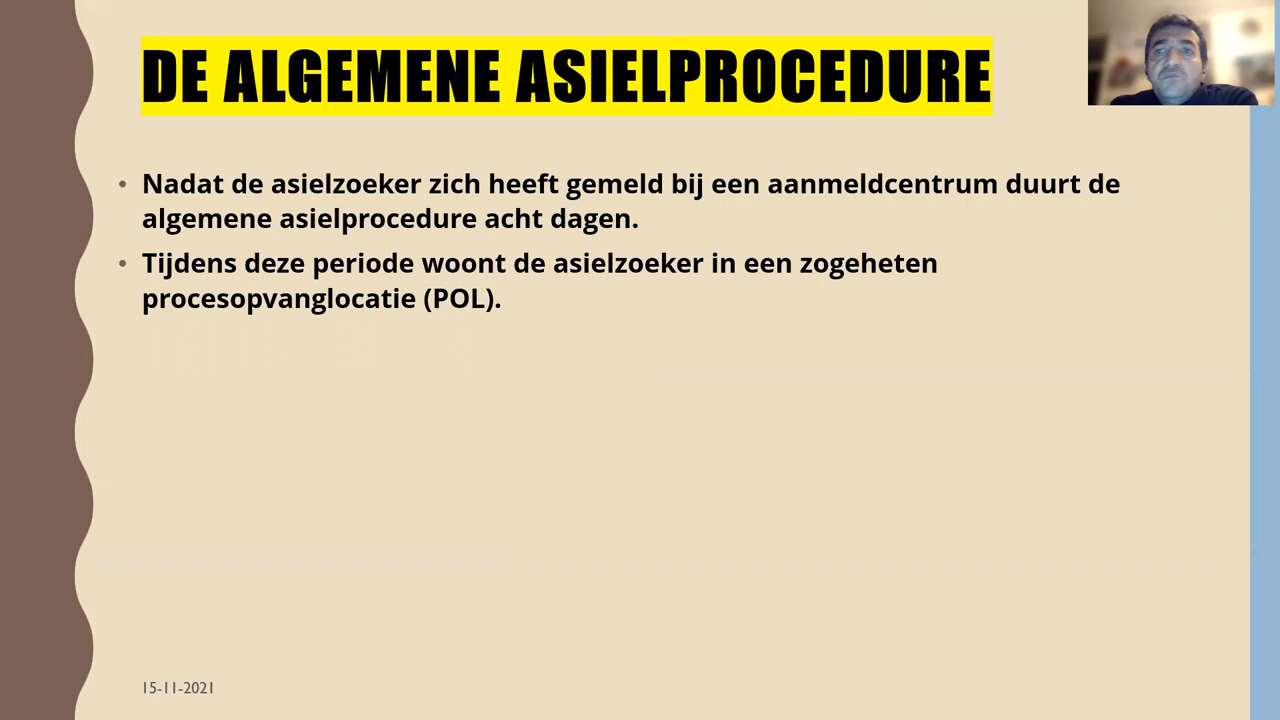 DE ALGEMENE ASIELPROCEDURE
• Nadat de asielzoeker zich heeft gemeld bij een aanmeldcentrum duurt de
algemene asielprocedure acht dagen.
• Tijdens deze periode woont de asielzoeker in een zogeheten
procesopvanglocatie (POL).
15-11-2021